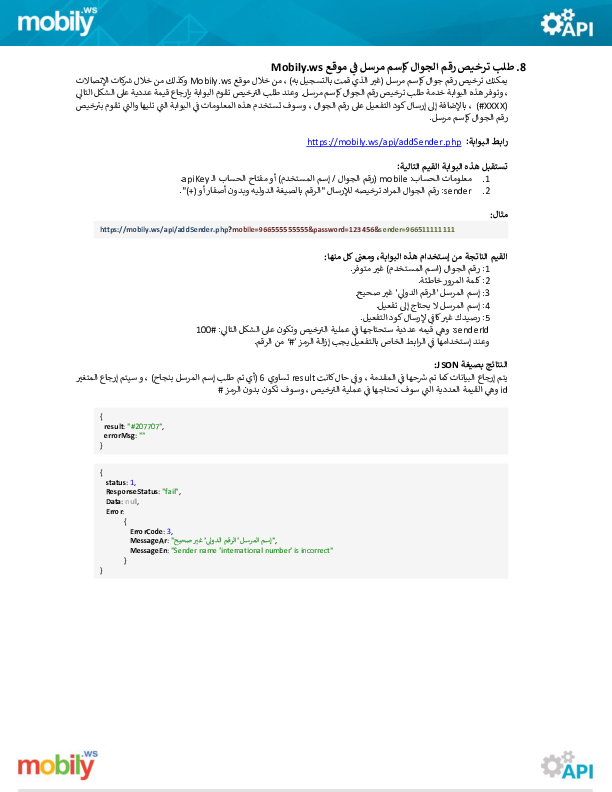 mobily.ws
API
8. طلب ترخيص رقم الجوال كإسم مرسل في موقع Mobily.ws
يمكنك ترخيص رقم جوال كإسم مرسل (غير الذي قمت بالتسجيل به) ، من خلال موقع Mobily.ws وكذلك من خلال شركات الإتصالات
، وتوفر هذه البوابة خدمة طلب ترخيص رقم الجوال كإسم مرسل. وعند طلب الترخيص تقوم البوابة بإرجاع قيمة عددية على الشكل التالي
(#XXXX) ، بالإضافة إلى إرسال كود التفعيل على رقم الجوال ، وسوف تستخدم هذه المعلومات في البوابة التي تليها والتي تقوم بترخيص
رقم الجوال كإسم مرسل.
رابط البوابة: https://mobily.ws/api/addSender.php
تستقبل هذه البوابة القيم التالية:
1. معلومات الحساب: mobile (رقم الجوال / إسم المستخدم) أو مفتاح الحساب الـ apiKey.
2. sender: رقم الجوال المراد ترخيصه للإرسال "الرقم بالصيغة الدوليه وبدون أصفار أو (+)".
مثال:
https://mobily.ws/api/addSender.php?mobile=966555555555&password=123456&sender=966511111111
القيم الناتجة من إستخدام هذه البوابة، ومعنى كل منها:
1: رقم الجوال (اسم المستخدم) غير متوفر.
2: كلمة المرور خاطئة.
3: إسم المرسل 'الرقم الدولي' غير صحيح.
4: إسم المرسل لا يحتاج إلى تفعيل.
5: رصيدك غير كافي لإرسال كود التفعيل.
senderId: وهي قيمه عددية ستحتاجها في عملية الترخيص وتكون على الشكل التالي: #100
وعند إستخدامها في الرابط الخاص بالتفعيل يجب إزالة الرمز '#' من الرقم.
النتائج بصيغة JSON:
يتم إرجاع البيانات كما تم شرحها في المقدمة ، وفي حال كانت result تساوي 6 (أي تم طلب إسم المرسل بنجاح) ، و سيتم إرجاع المتغير
id وهي القيمة العددية التي سوف تحتاجها في عملية الترخيص ، وسوف تكون بدون الرمز #
{
result: "#207707",
errorMsg: ""
}
{
status: 1,
ResponseStatus: "fail",
Data: null,
Error:
{
ErrorCode: 3,
MessageAr: "إسم المرسل 'الرقم الدولي' غير صحيح",
MessageEn: "Sender name 'international number' is incorrect"
}
}
mobily.ws
API